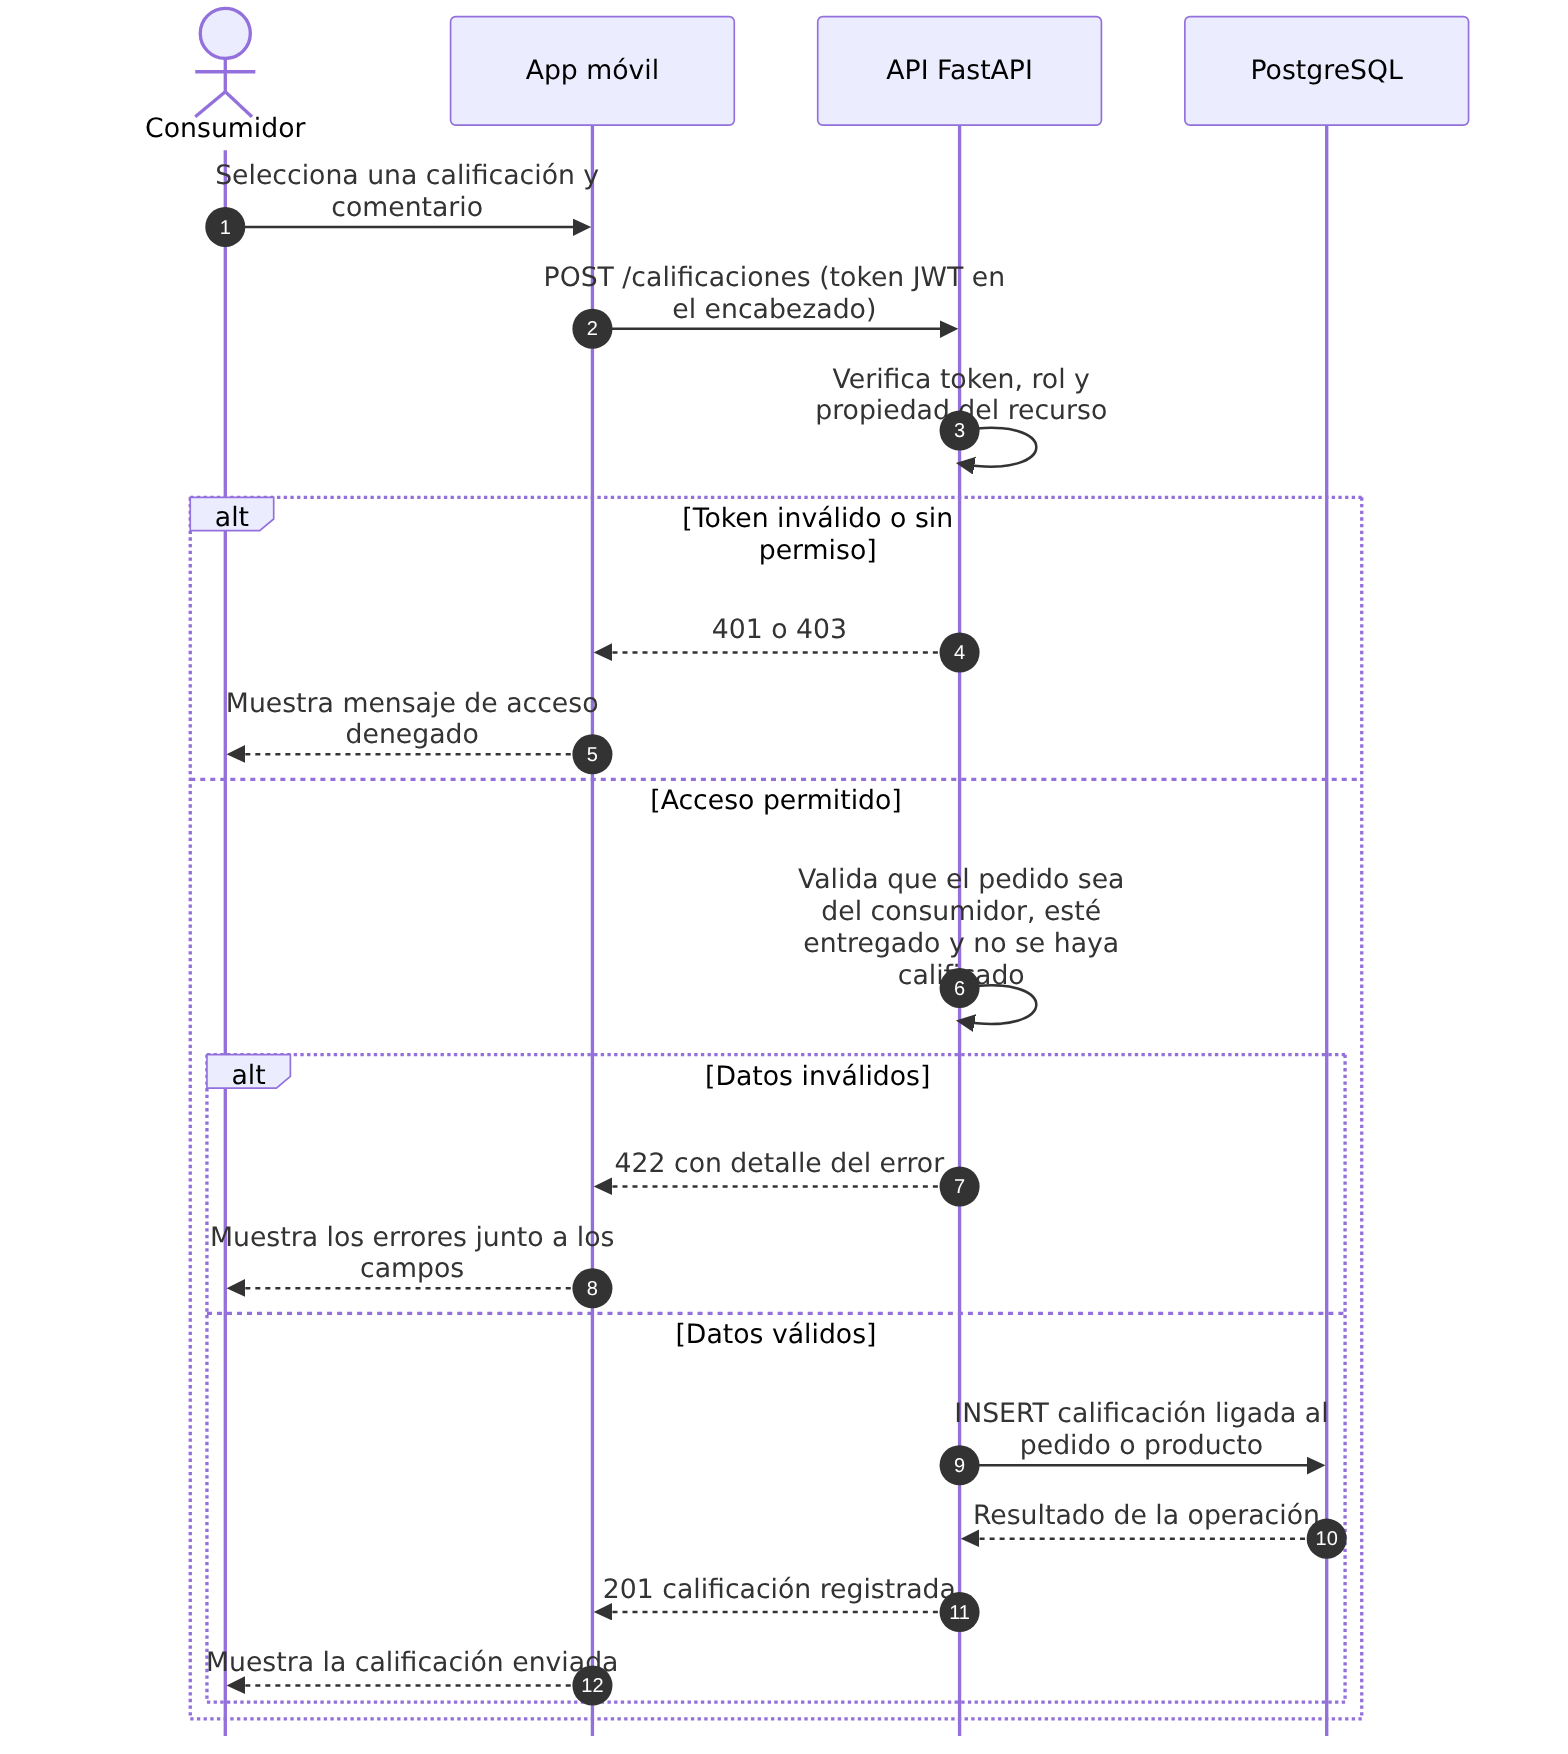 Consumidor
App móvil
API FastAPI
PostgreSQL
Selecciona una calificación y
comentario
1
POST /calificaciones (token JWT en
el encabezado)
2
Verifica token, rol y
propiedad del recurso
3
alt
[Token inválido o sin
permiso]
401 o 403
4
Muestra mensaje de acceso
denegado
5
[Acceso permitido]
Valida que el pedido sea
del consumidor, esté
entregado y no se haya
calificado
6
alt
[Datos inválidos]
422 con detalle del error
7
Muestra los errores junto a los
campos
8
[Datos válidos]
INSERT calificación ligada al
pedido o producto
9
Resultado de la operación
10
201 calificación registrada
11
Muestra la calificación enviada
12